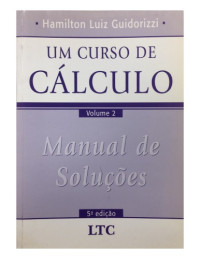 • Hamilton Luiz Guidorizzi •
UM CURSO DE
CÁLCULO
Volume 2
Manual de
Soluções
5ª edição
LTC